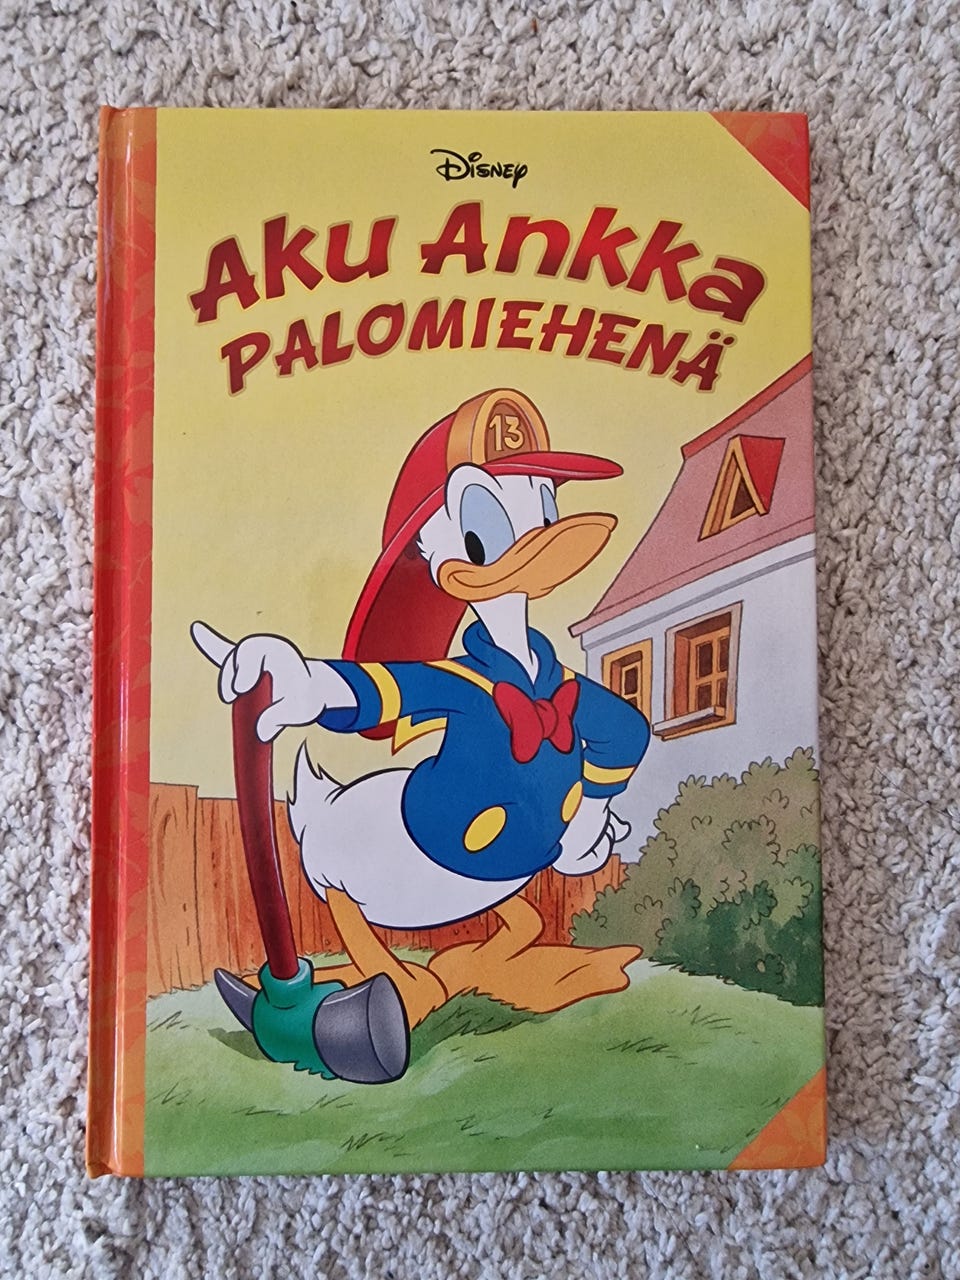 Disney
Aku Ankka
PALOMIEHENÄ
13